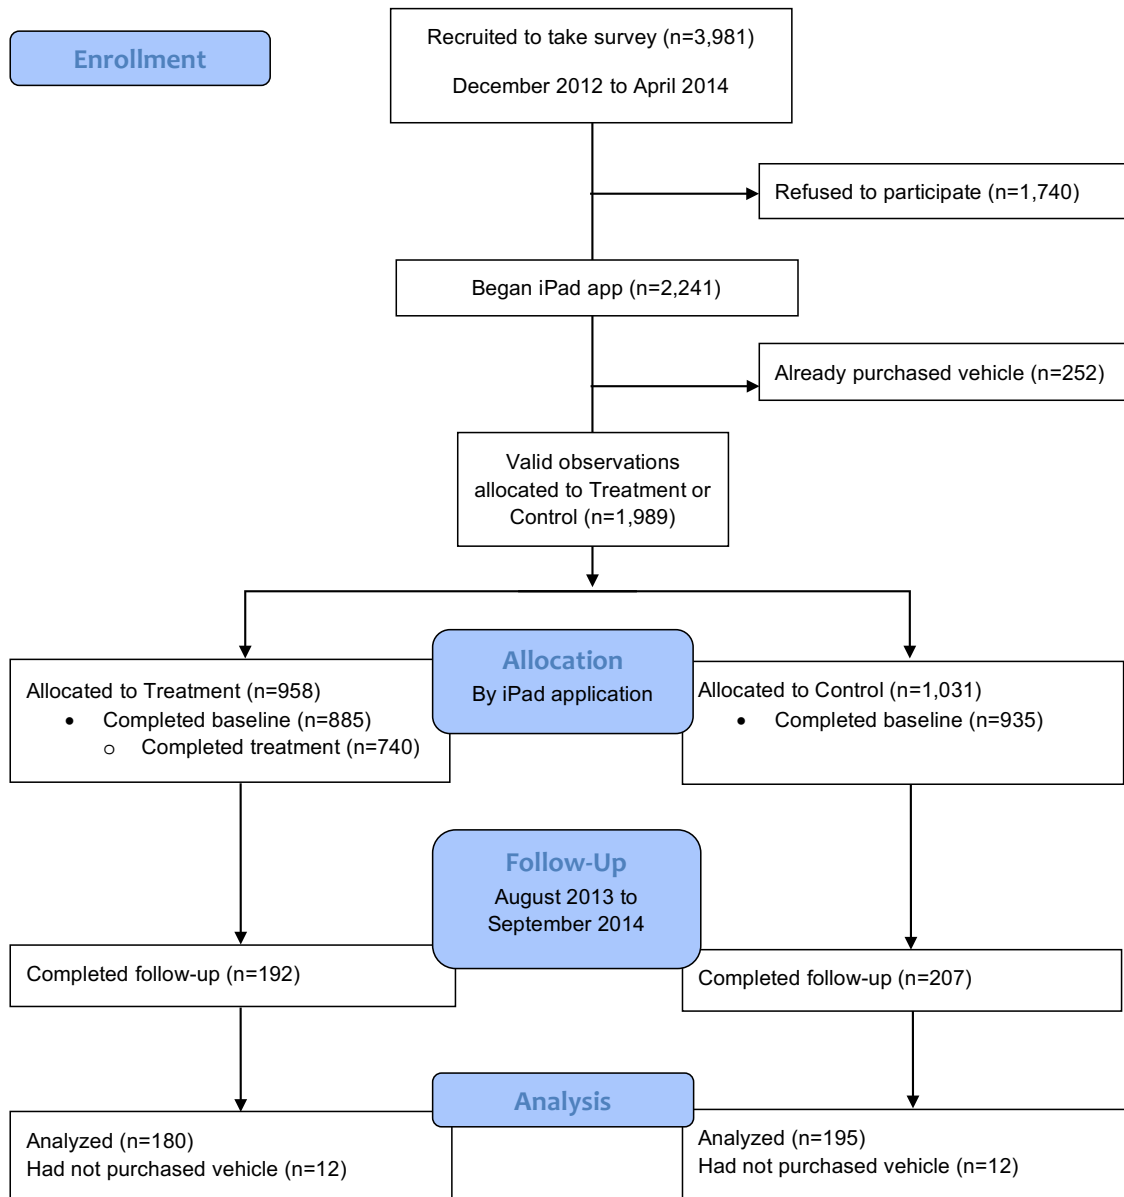 Enrollment
Recruited to take survey (n=3,981)
December 2012 to April 2014
Refused to participate (n=1,740)
Began iPad app (n=2,241)
Already purchased vehicle (n=252)
Valid observations
allocated to Treatment or
Control (n=1,989)
Allocation
By iPad application
Allocated to Treatment (n=958)
• Completed baseline (n=885)
o Completed treatment (n=740)
Allocated to Control (n=1,031)
• Completed baseline (n=935)
Follow-Up
August 2013 to
September 2014
Completed follow-up (n=192)
Completed follow-up (n=207)
Analysis
Analyzed (n=180)
Had not purchased vehicle (n=12)
Analyzed (n=195)
Had not purchased vehicle (n=12)